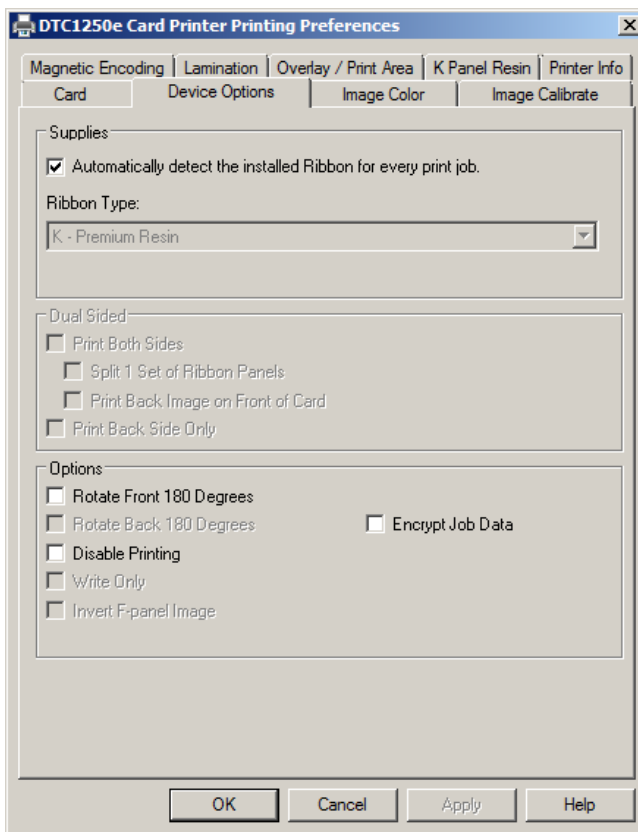 DTC1250e Card Printer Printing Preferences
Magnetic Encoding Lamination Overlay / Print Area K Panel Resin Printer Info
Card Device Options Image Color Image Calibrate
Supplies
Automatically detect the installed Ribbon for every print job.
Ribbon Type:
K - Premium Resin
Dual Sided
Print Both Sides
Split 1 Set of Ribbon Panels
Print Back Image on Front of Card
Print Back Side Only
Options
Rotate Front 180 Degrees
Rotate Back 180 Degrees Encrypt Job Data
Disable Printing
Write Only
Invert F-panel Image
OK Cancel Apply Help